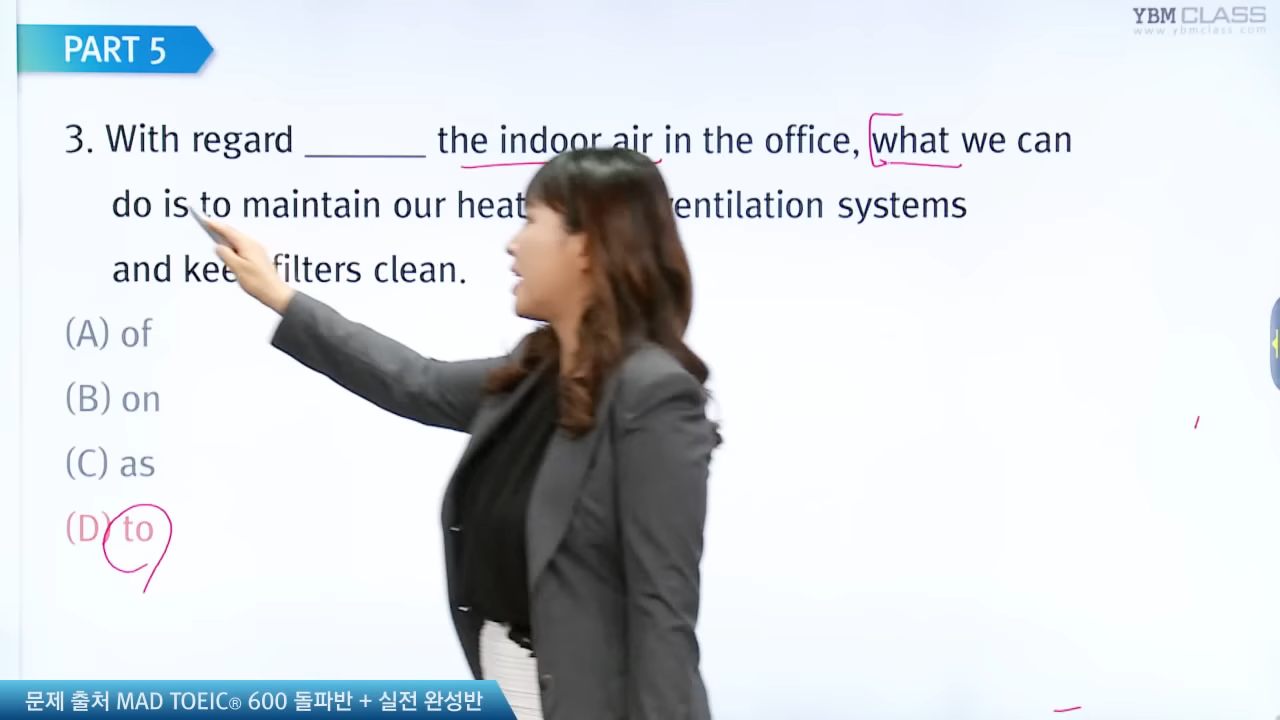 PART 5
YBM CLASS
www.ybmclass.com
3. With regard ______ the indoor air in the office, what we can
do is to maintain our heat entilation systems
and kee filters clean.
(A) of
(B) on
(C) as
(D) to
문제 출처 MAD TOEIC® 600 돌파반 + 실전 완성반